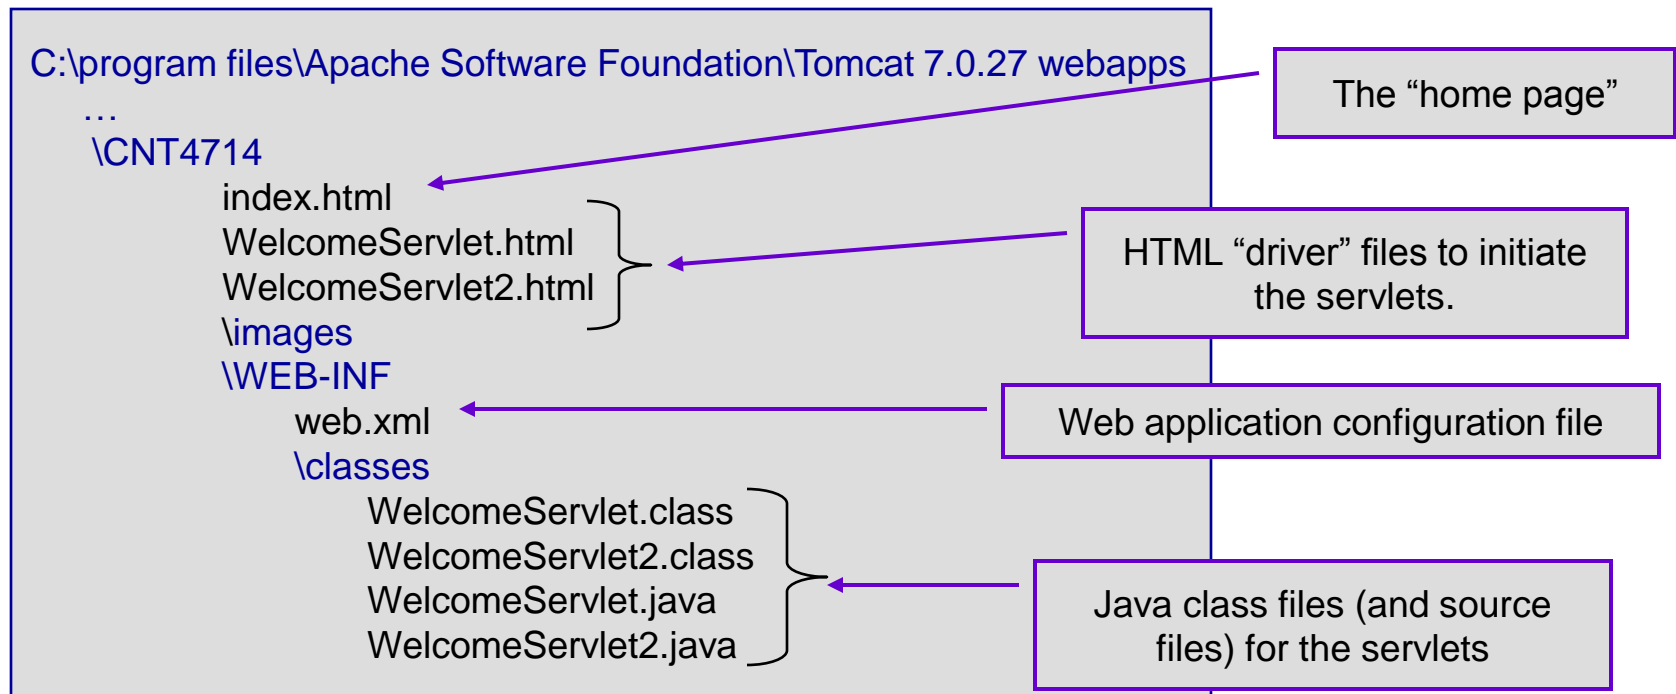 C:\program files\Apache Software Foundation\Tomcat 7.0.27 webapps
…
\CNT4714
index.html
WelcomeServlet.html
WelcomeServlet2.html
\images
\WEB-INF
web.xml
\classes
WelcomeServlet.class
WelcomeServlet2.class
WelcomeServlet.java
WelcomeServlet2.java
The “home page”
HTML “driver” files to initiate
the servlets.
Web application configuration file
Java class files (and source
files) for the servlets